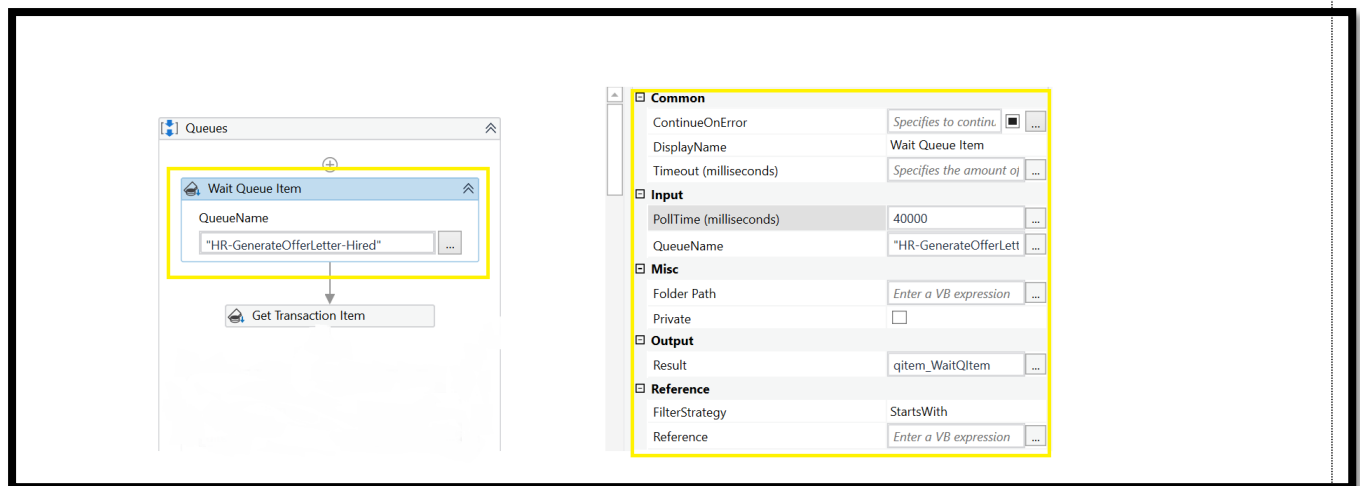 Queues
Wait Queue Item
QueueName
"HR-GenerateOfferLetter-Hired"
...
Get Transaction Item
Common
ContinueOnError
Specifies to continu
...
DisplayName
Wait Queue Item
Timeout (milliseconds)
Specifies the amount of
...
Input
PollTime (milliseconds)
40000
...
QueueName
"HR-GenerateOfferLett
...
Misc
Folder Path
Enter a VB expression
...
Private
Output
Result
qitem_WaitQItem
...
Reference
FilterStrategy
StartsWith
Reference
Enter a VB expression
...